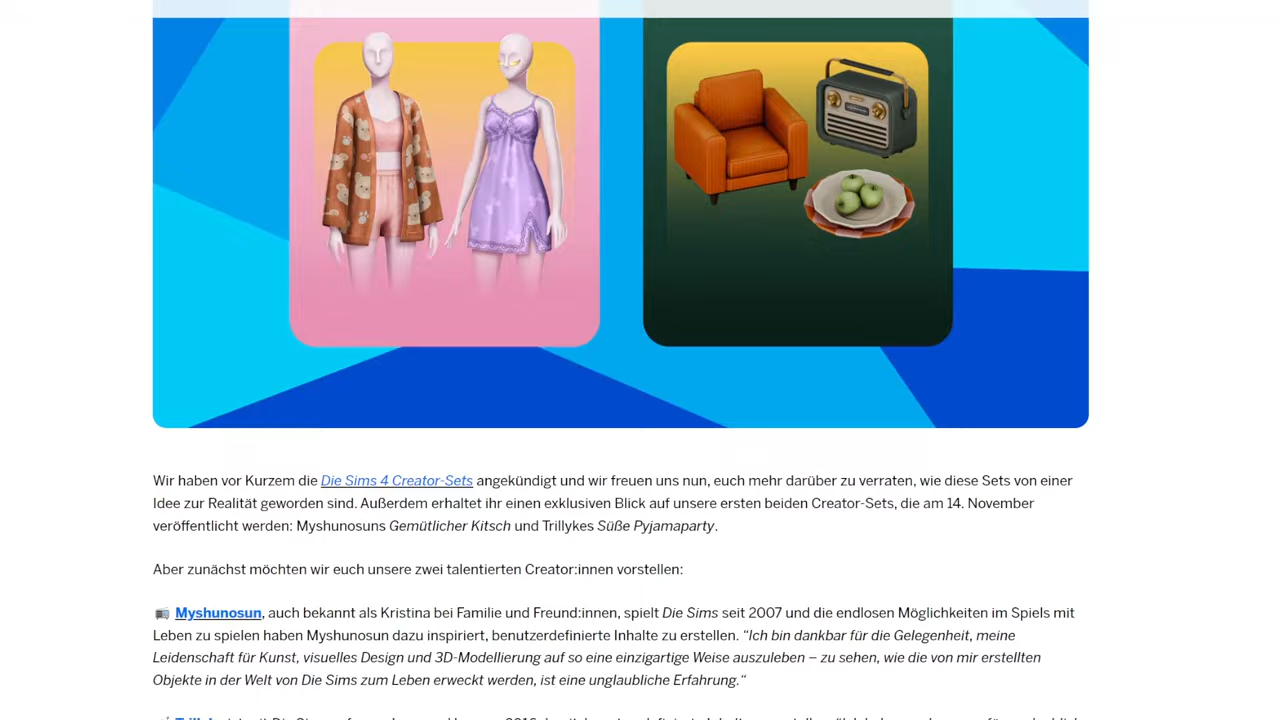 Wir haben vor Kurzem die Die Sims 4 Creator-Sets angekündigt und wir freuen uns nun, euch mehr darüber zu verraten, wie diese Sets von einer
Idee zur Realität geworden sind. Außerdem erhaltet ihr einen exklusiven Blick auf unsere ersten beiden Creator-Sets, die am 14. November
veröffentlicht werden: Myshunosuns Gemütlicher Kitsch und Trillykes Süße Pyjamaparty.
Aber zunächst möchten wir euch unsere zwei talentierten Creator:innen vorstellen:
Myshunosun, auch bekannt als Kristina bei Familie und Freund:innen, spielt Die Sims seit 2007 und die endlosen Möglichkeiten im Spiels mit
Leben zu spielen haben Myshunosun dazu inspiriert, benutzerdefinierte Inhalte zu erstellen. “Ich bin dankbar für die Gelegenheit, meine
Leidenschaft für Kunst, visuelles Design und 3D-Modellierung auf so eine einzigartige Weise auszuleben – zu sehen, wie die von mir erstellten
Objekte in der Welt von Die Sims zum Leben erweckt werden, ist eine unglaubliche Erfahrung.“